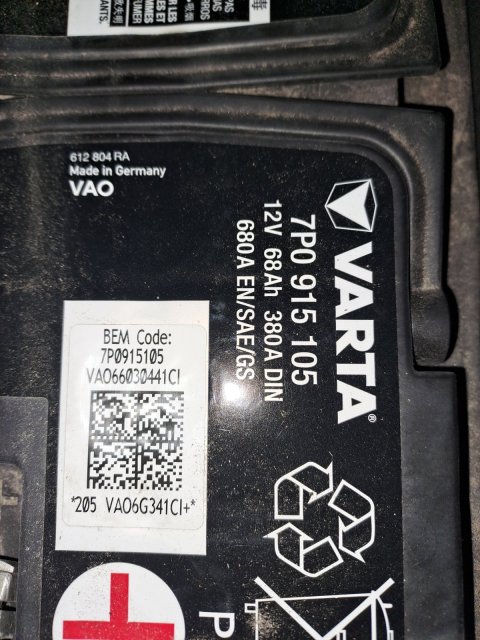 612 804 RA
Made in Germany
VAO
VARTA®
7P0 915 105
12V 68Ah 380A DIN
680A EN/SAE/GS
BEM Code:
7P0915105
VAO66030441CI
*205 VAO6G341CI+*
P